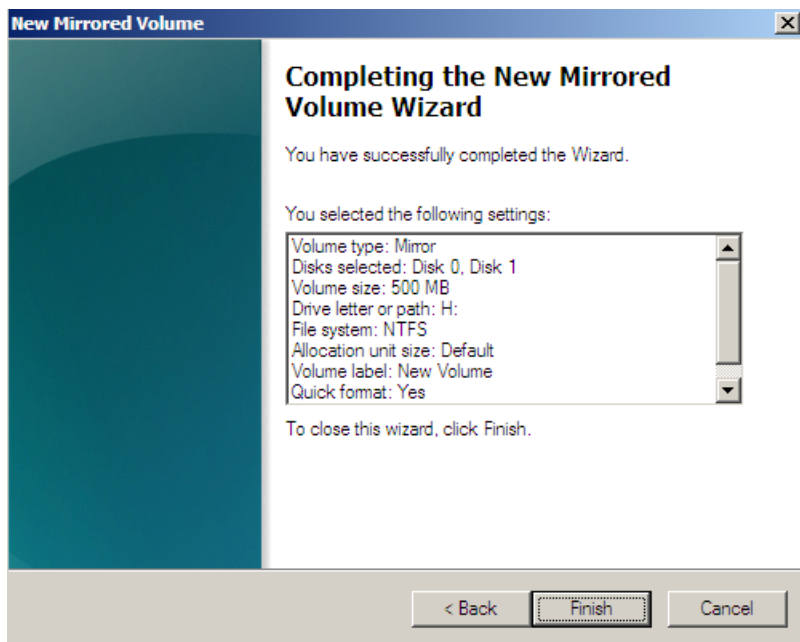 New Mirrored Volume
Completing the New Mirrored
Volume Wizard
You have successfully completed the Wizard.
You selected the following settings:
Volume type: Mirror
Disks selected: Disk 0, Disk 1
Volume size: 500 MB
Drive letter or path: H:
File system: NTFS
Allocation unit size: Default
Volume label: New Volume
Quick format: Yes
To close this wizard, click Finish.
< Back Finish Cancel